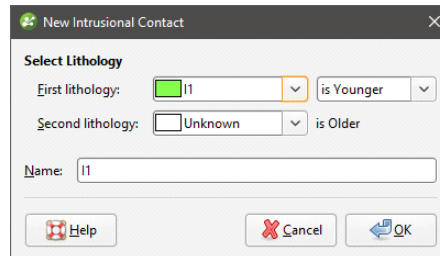 New Intrusional Contact
Select Lithology
First lithology: I1 is Younger
Second lithology: Unknown is Older
Name: I1
Help Cancel OK